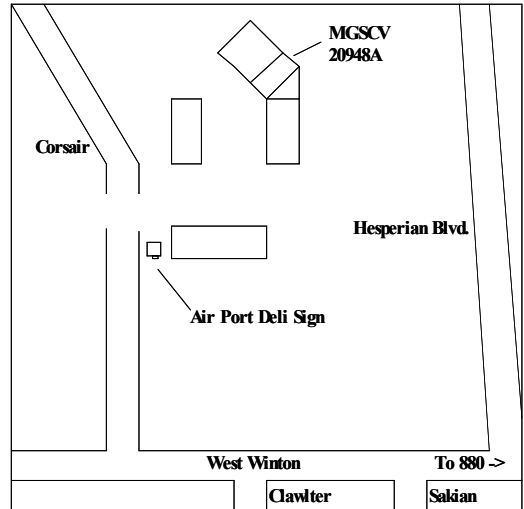 MGSCV
20948A
Corsair
Hesperian Blvd.
Air Port Deli Sign
West Winton
To 880 ->
Clawlter
Sakian